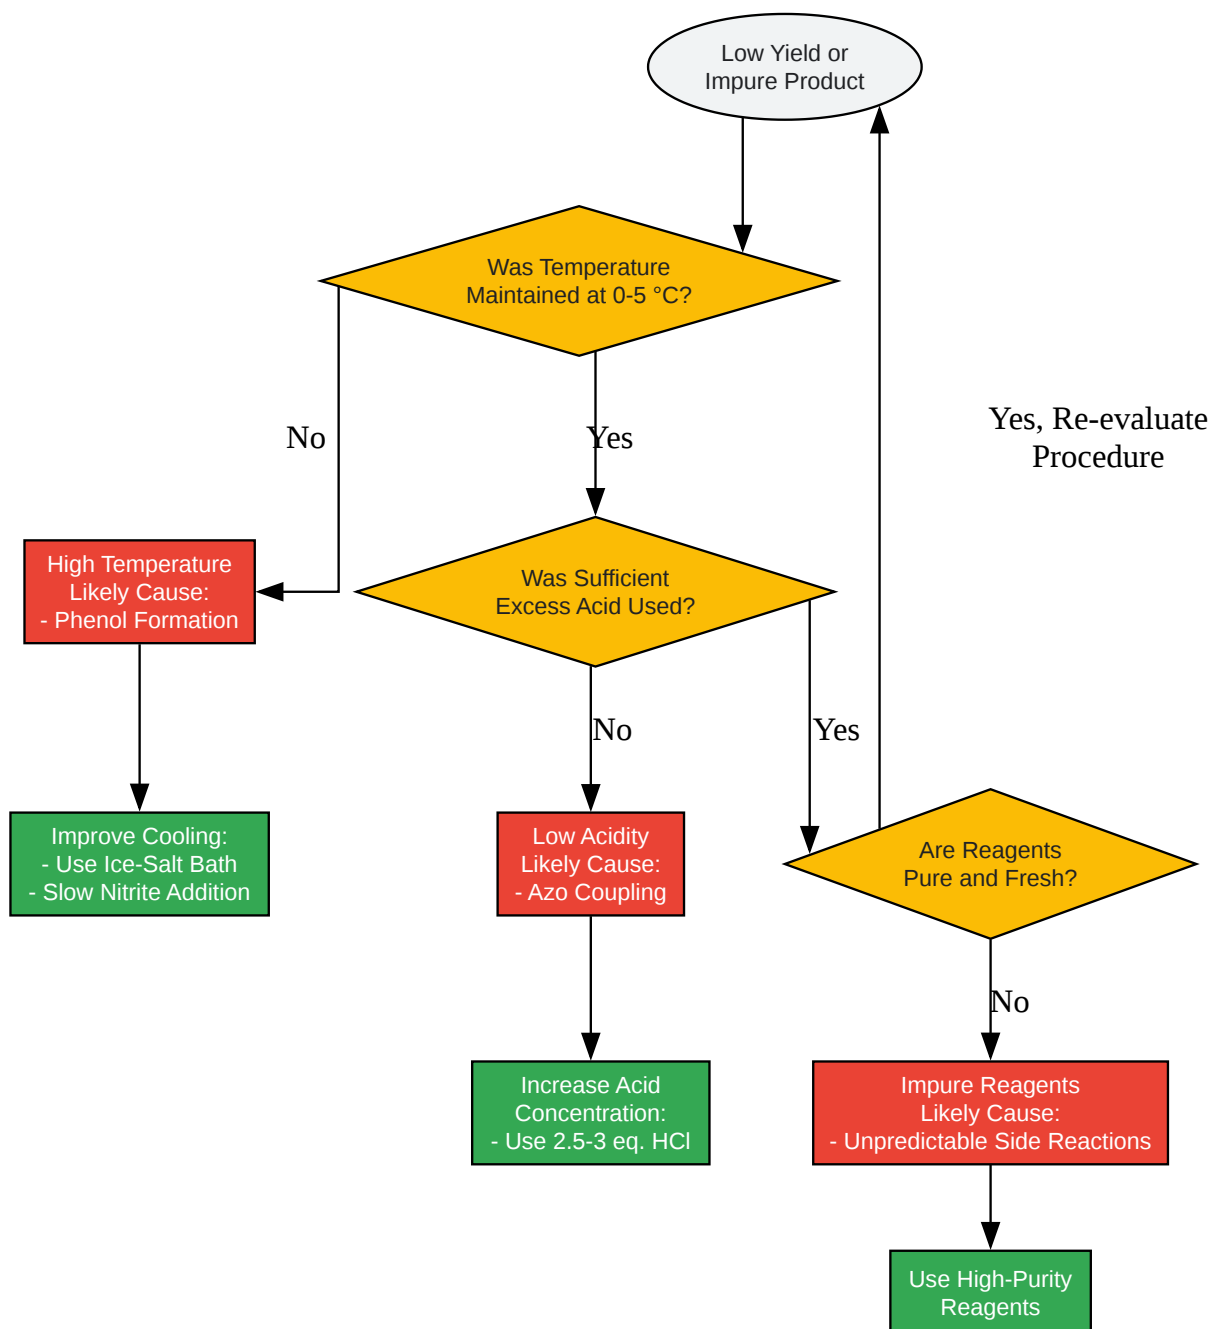 Low Yield or
Impure Product
Was Temperature
Maintained at 0-5 °C?
Yes, Re-evaluate
Procedure
No
Yes
High Temperature
Likely Cause:
- Phenol Formation
Was Sufficient
Excess Acid Used?
No
Yes
Improve Cooling:
- Use Ice-Salt Bath
- Slow Nitrite Addition
Low Acidity
Likely Cause:
- Azo Coupling
Are Reagents
Pure and Fresh?
No
Increase Acid
Concentration:
- Use 2.5-3 eq. HCl
Impure Reagents
Likely Cause:
- Unpredictable Side Reactions
Use High-Purity
Reagents